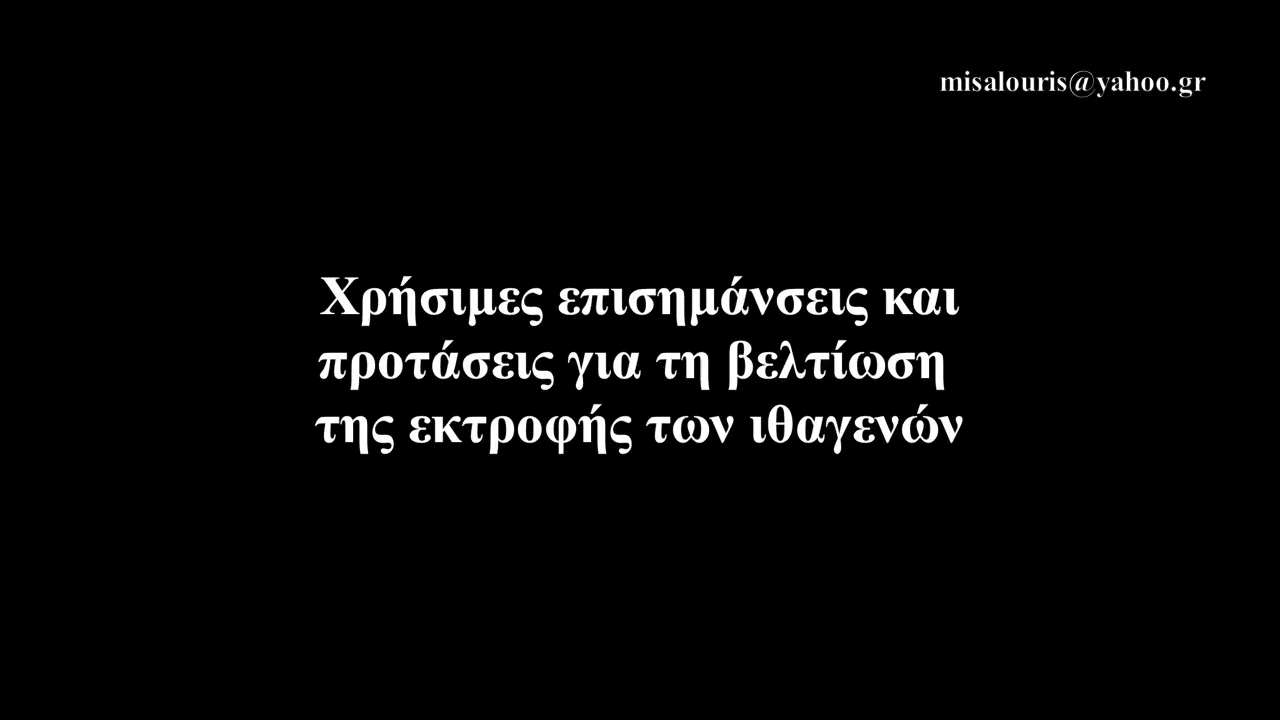 misalouris@yahoo.gr
Χρήσιμες επισημάνσεις και
προτάσεις για τη βελτίωση
της εκτροφής των ιθαγενών